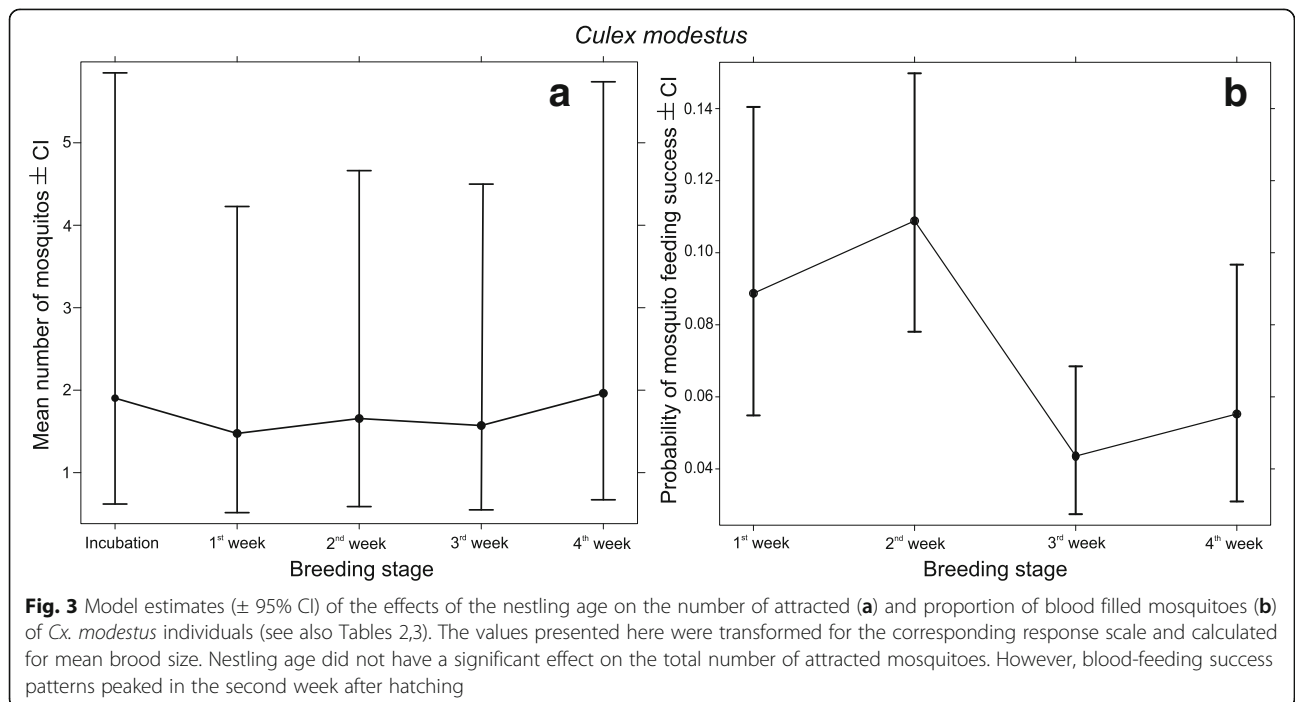 Culex modestus
a
Mean number of mosquitos ± CI
5
4
3
2
1
Incubation 1st week 2nd week 3rd week 4th week
Breeding stage
b
Probability of mosquito feeding success ± CI
0.14
0.12
0.10
0.08
0.06
0.04
1st week 2nd week 3rd week 4th week
Breeding stage
Fig. 3 Model estimates (± 95% CI) of the effects of the nestling age on the number of attracted (a) and proportion of blood filled mosquitoes (b)
of Cx. modestus individuals (see also Tables 2,3). The values presented here were transformed for the corresponding response scale and calculated
for mean brood size. Nestling age did not have a significant effect on the total number of attracted mosquitoes. However, blood-feeding success
patterns peaked in the second week after hatching